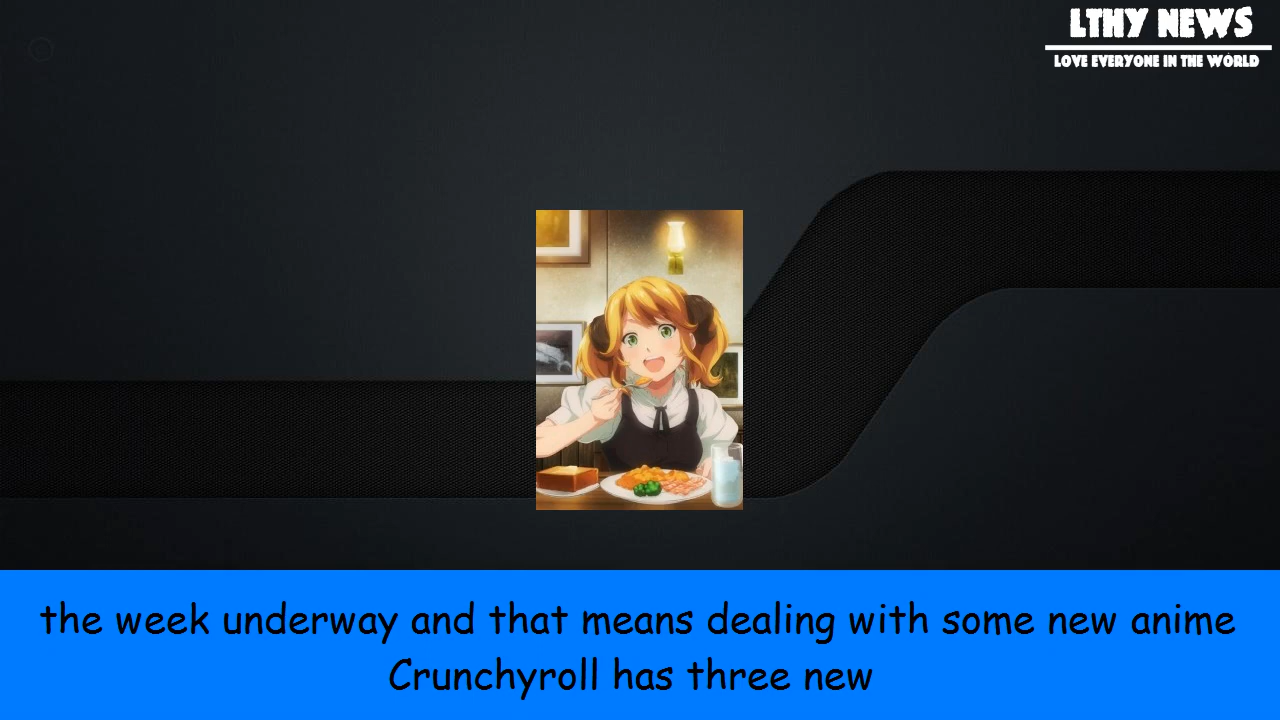 LTHY NEWS
LOVE EVERYONE IN THE WORLD
the week underway and that means dealing with some new anime
Crunchyroll has three new